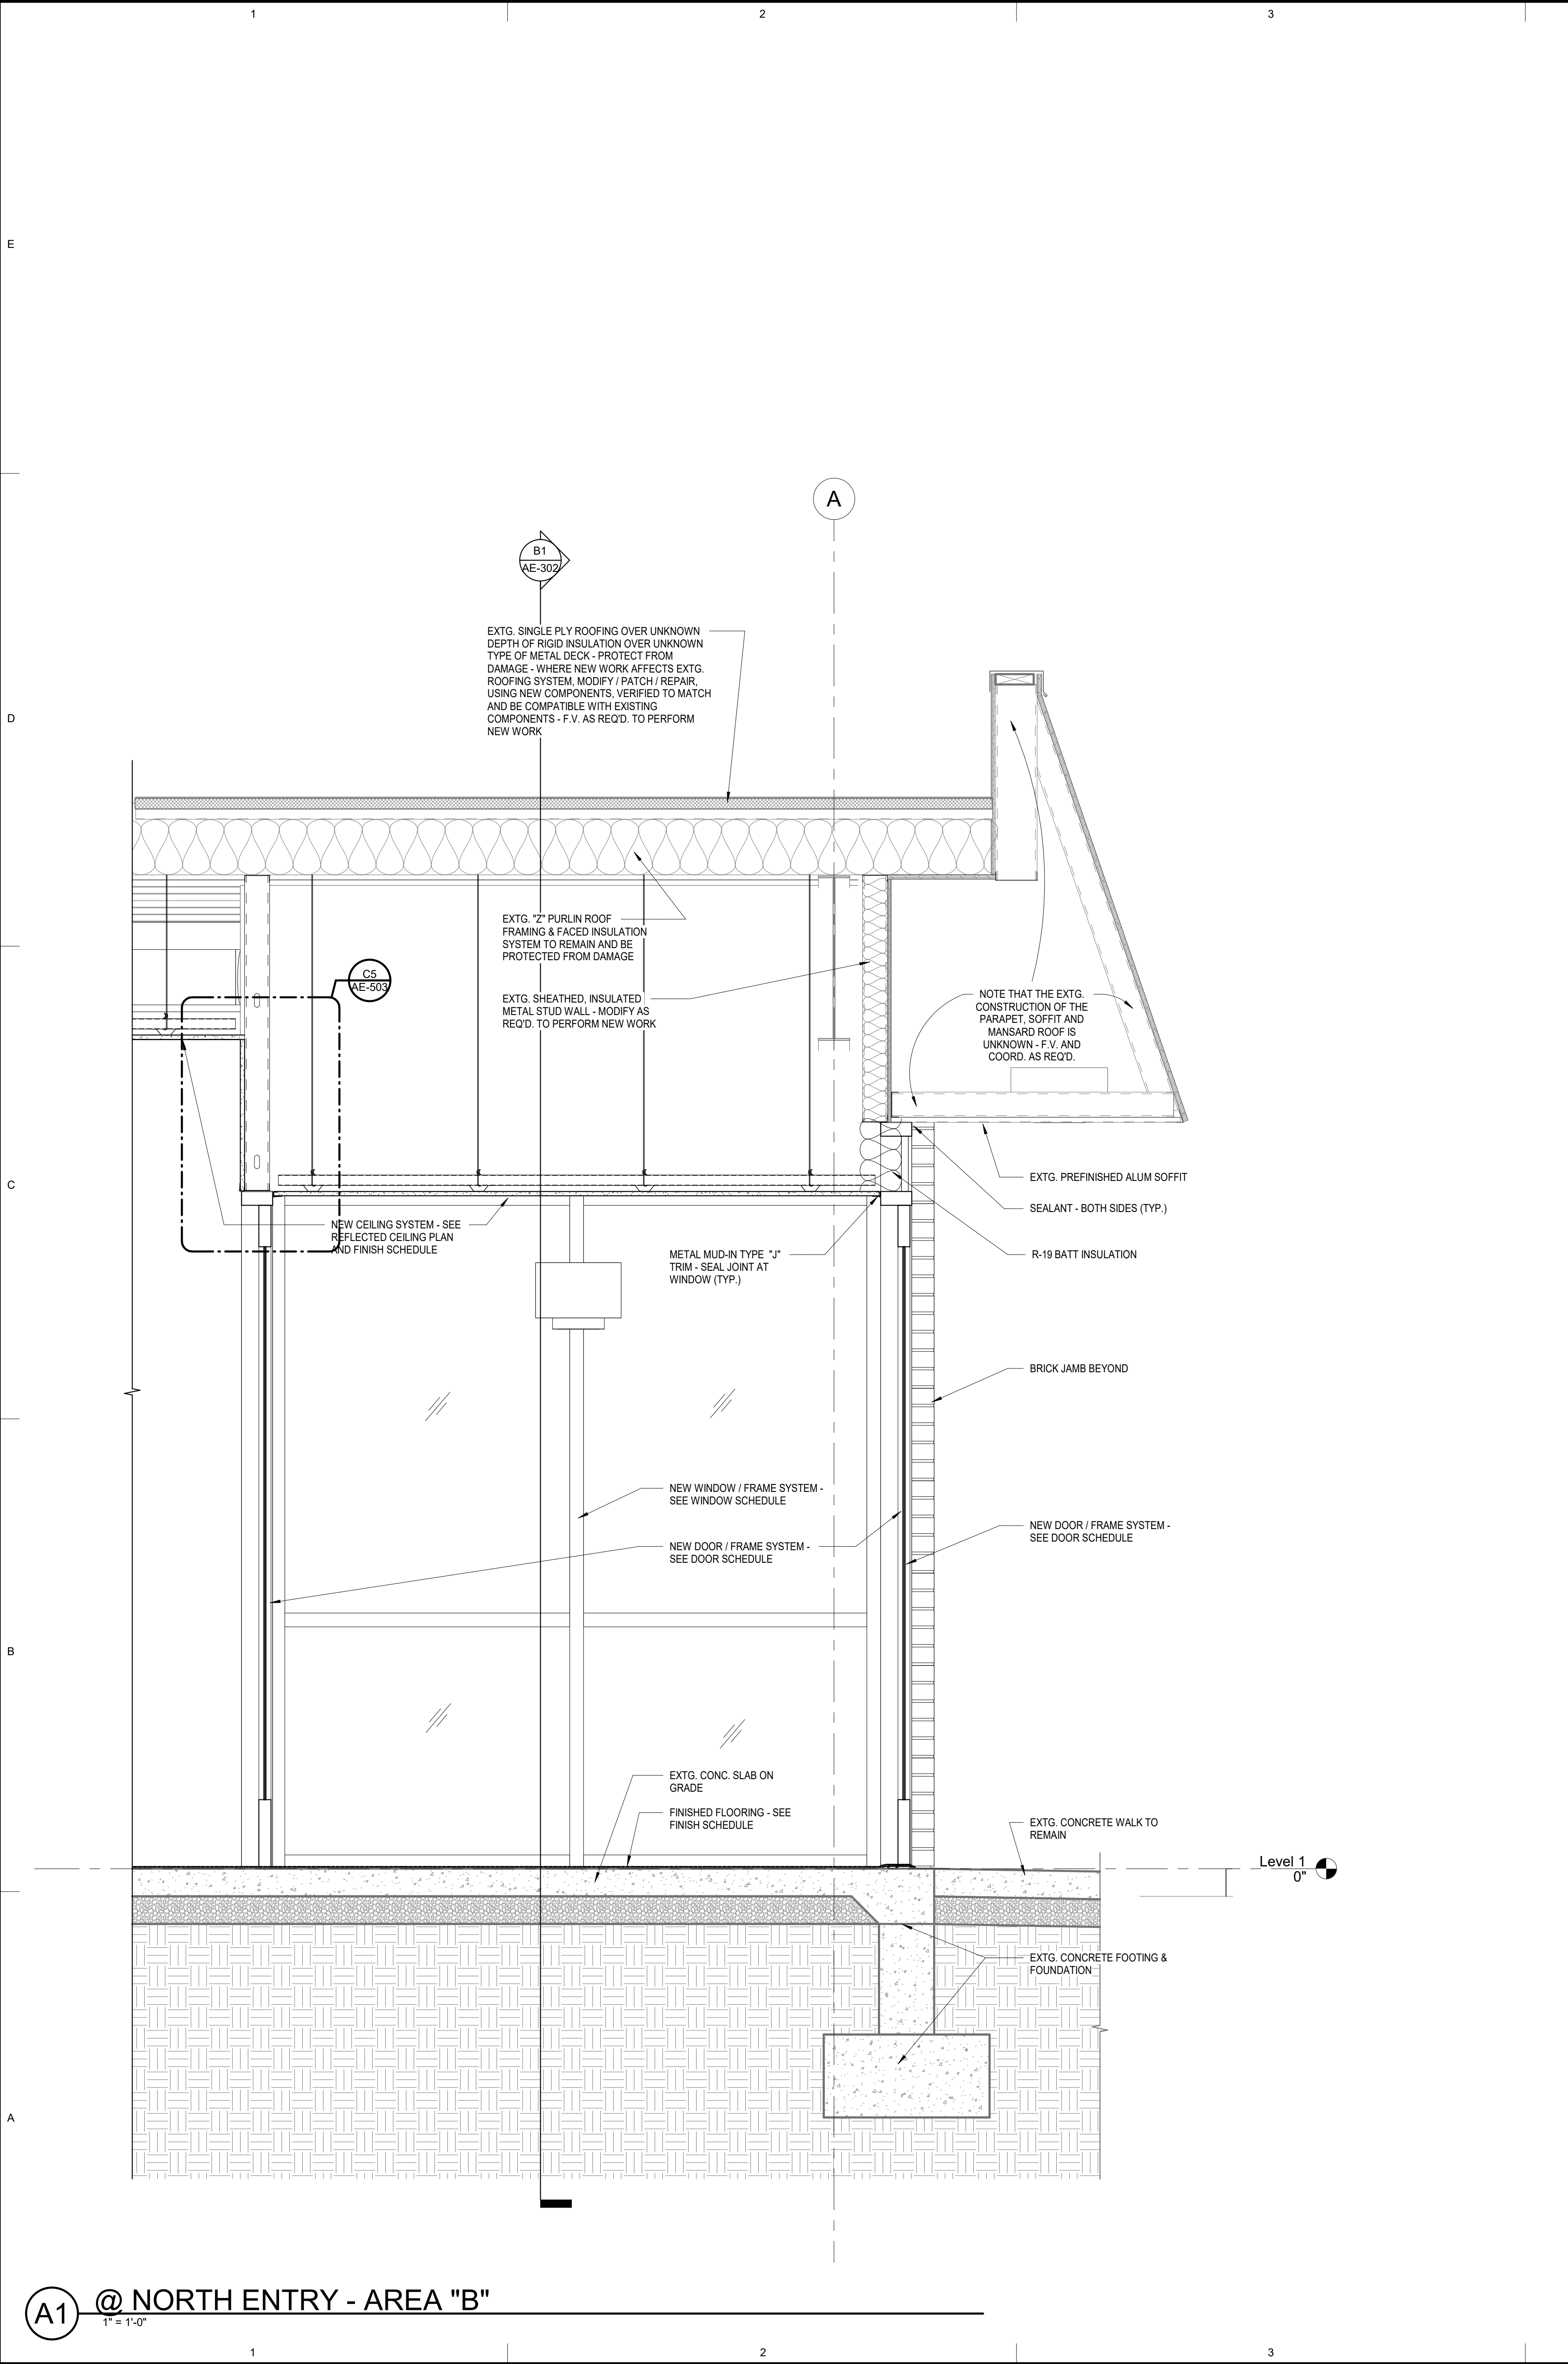 1
2
3
E
D
C
B
A
A
B1
AE-302
EXTG. SINGLE PLY ROOFING OVER UNKNOWN
DEPTH OF RIGID INSULATION OVER UNKNOWN
TYPE OF METAL DECK - PROTECT FROM
DAMAGE - WHERE NEW WORK AFFECTS EXTG.
ROOFING SYSTEM, MODIFY / PATCH / REPAIR,
USING NEW COMPONENTS, VERIFIED TO MATCH
AND BE COMPATIBLE WITH EXISTING
COMPONENTS - F.V. AS REQ'D. TO PERFORM
NEW WORK
EXTG. "Z" PURLIN ROOF
FRAMING & FACED INSULATION
SYSTEM TO REMAIN AND BE
PROTECTED FROM DAMAGE
C5
AE-503
EXTG. SHEATHED, INSULATED
METAL STUD WALL - MODIFY AS
REQ'D. TO PERFORM NEW WORK
NOTE THAT THE EXTG.
CONSTRUCTION OF THE
PARAPET, SOFFIT AND
MANSARD ROOF IS
UNKNOWN - F.V. AND
COORD. AS REQ'D.
EXTG. PREFINISHED ALUM SOFFIT
SEALANT - BOTH SIDES (TYP.)
R-19 BATT INSULATION
NEW CEILING SYSTEM - SEE
REFLECTED CEILING PLAN
AND FINISH SCHEDULE
METAL MUD-IN TYPE "J"
TRIM - SEAL JOINT AT
WINDOW (TYP.)
BRICK JAMB BEYOND
NEW WINDOW / FRAME SYSTEM -
SEE WINDOW SCHEDULE
NEW DOOR / FRAME SYSTEM -
SEE DOOR SCHEDULE
NEW DOOR / FRAME SYSTEM -
SEE DOOR SCHEDULE
EXTG. CONC. SLAB ON
GRADE
FINISHED FLOORING - SEE
FINISH SCHEDULE
EXTG. CONCRETE WALK TO
REMAIN
Level 1
0"
EXTG. CONCRETE FOOTING &
FOUNDATION
A1
@ NORTH ENTRY - AREA "B"
1" = 1'-0"
1
2
3